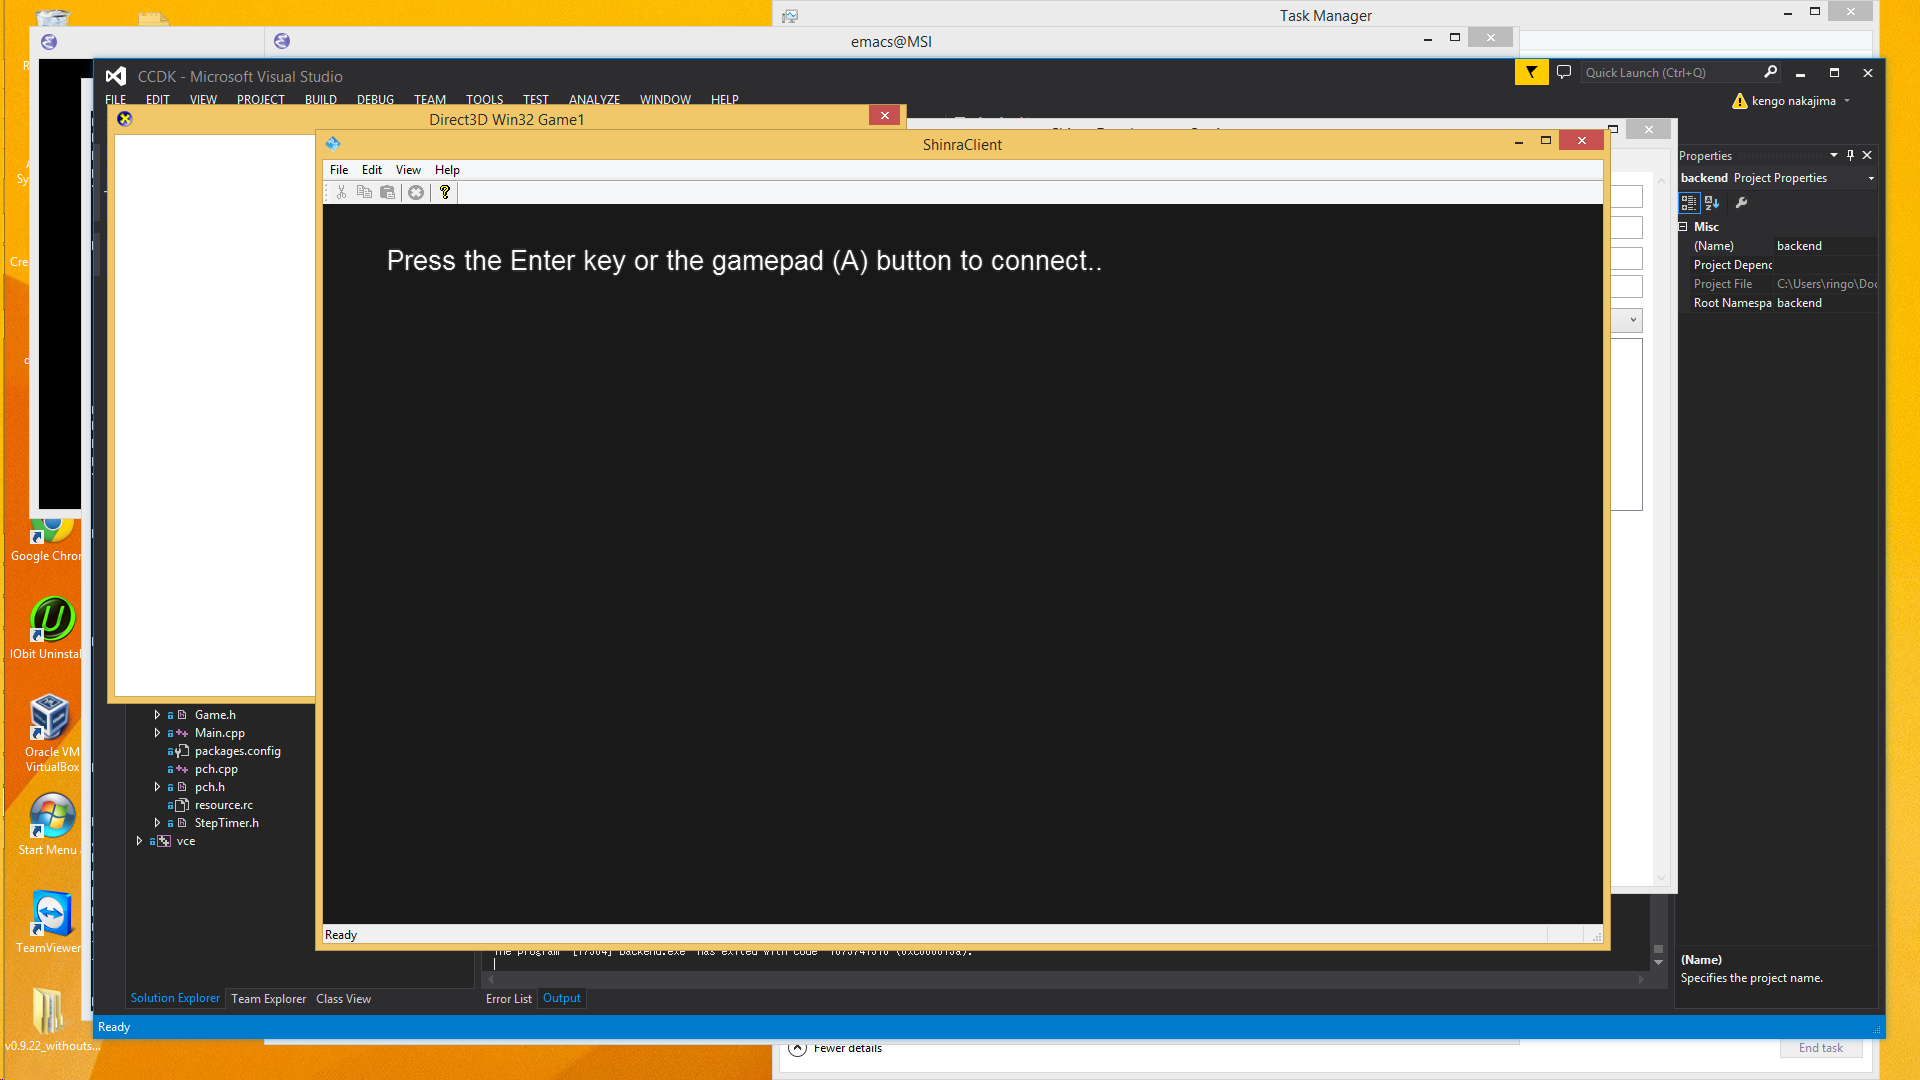 Task Manager
emacs@MSI
CCDK - Microsoft Visual Studio
Quick Launch (Ctrl+Q)
FILE EDIT VIEW PROJECT BUILD DEBUG TEAM TOOLS TEST ANALYZE WINDOW HELP
kengo nakajima
Direct3D Win32 Game1
ShinraClient
File Edit View Help
Press the Enter key or the gamepad (A) button to connect..
Ready
Properties
backend Project Properties
Misc
(Name) backend
Project Depenc
Project File C:\Users\ringo\Doc
Root Namespa backend
Sy
Cre
Google Chror
IObit Uninstal
Oracle VM
VirtualBox
Start Menu
TeamViewer
v0.9.22_withouts...
Game.h
Main.cpp
packages.config
pch.cpp
pch.h
resource.rc
StepTimer.h
vce
Solution Explorer Team Explorer Class View
Error List Output
(Name)
Specifies the project name.
Ready
Fewer details
End task